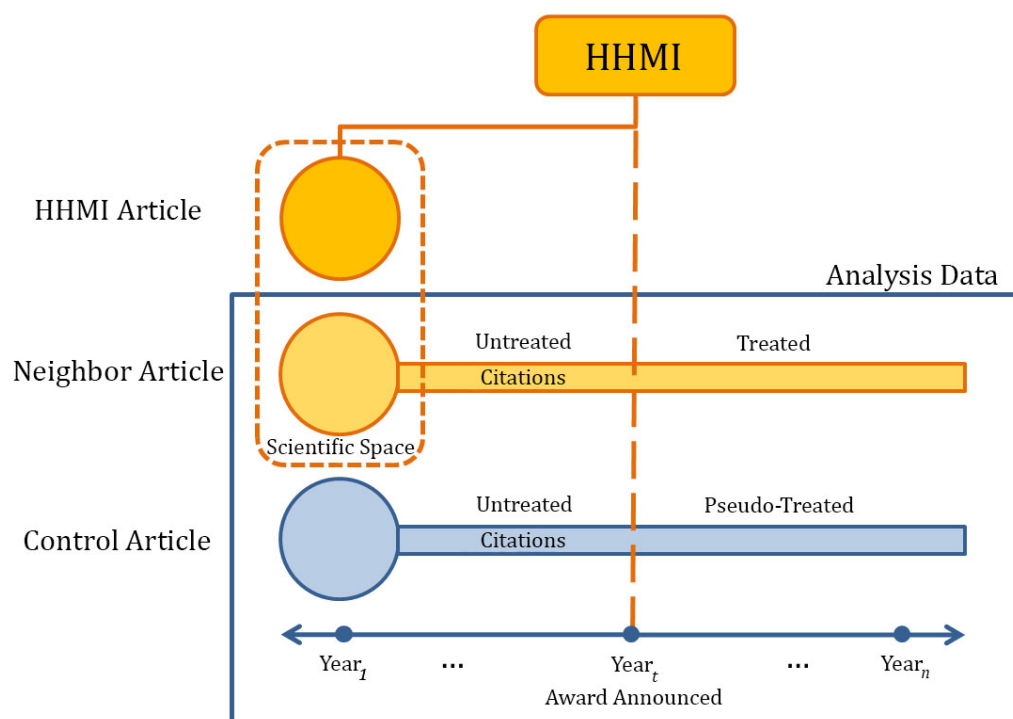 HHMI
HHMI Article
Analysis Data
Untreated Treated
Neighbor Article
Citations
Scientific Space
Untreated Pseudo-Treated
Control Article
Citations
Year1 ... Yeart ... Yearn
Award Announced